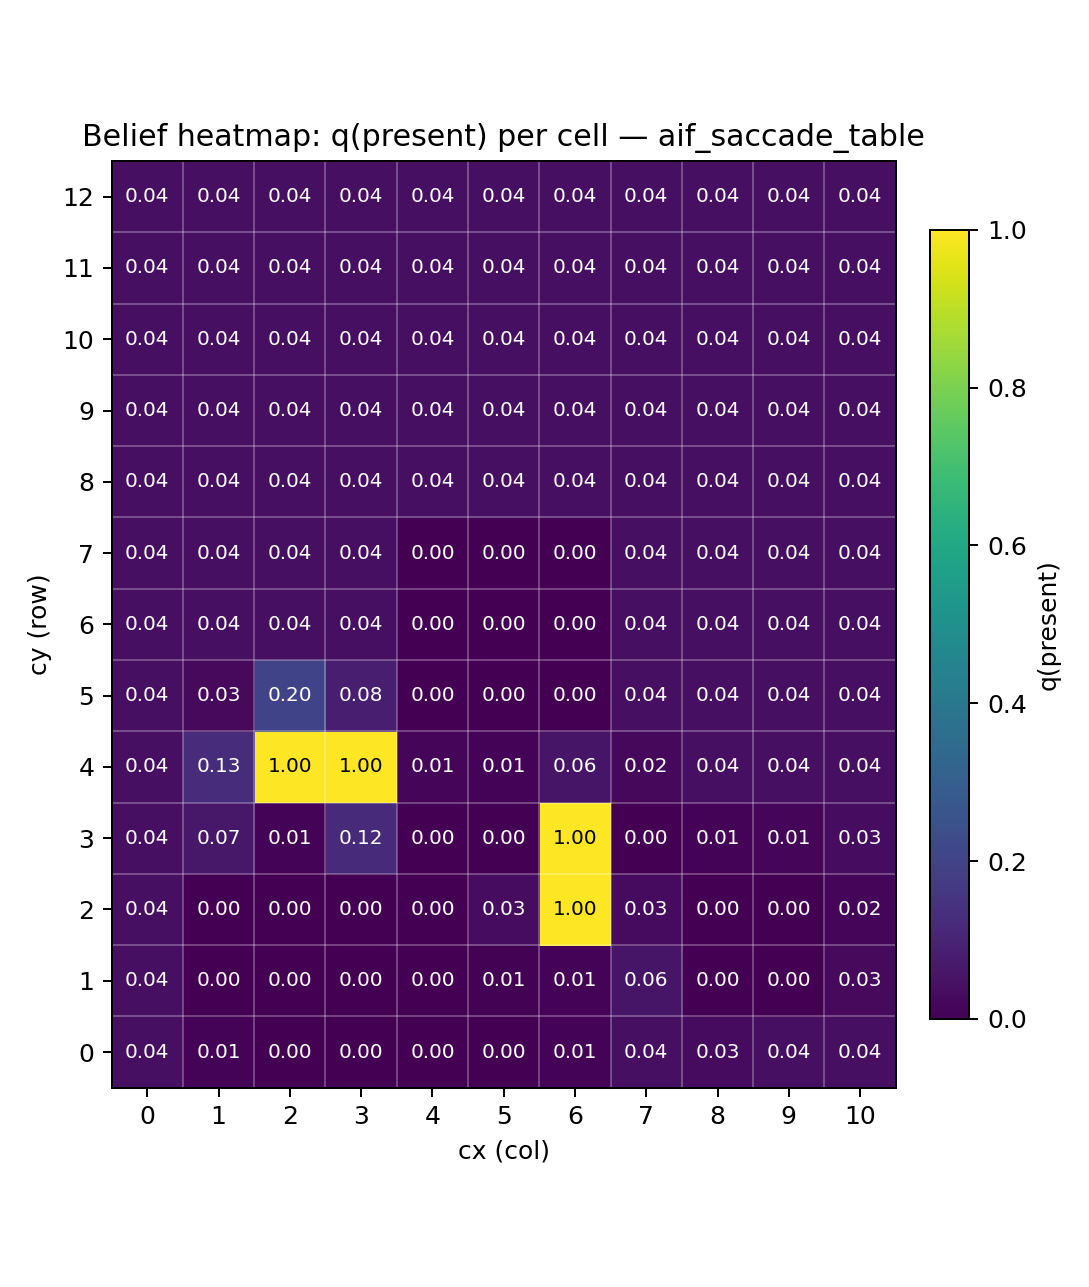 Belief heatmap: q(present) per cell — aif_saccade_table
12 0.04 0.04 0.04 0.04 0.04 0.04 0.04 0.04 0.04 0.04 0.04
11 0.04 0.04 0.04 0.04 0.04 0.04 0.04 0.04 0.04 0.04 0.04
10 0.04 0.04 0.04 0.04 0.04 0.04 0.04 0.04 0.04 0.04 0.04
9 0.04 0.04 0.04 0.04 0.04 0.04 0.04 0.04 0.04 0.04 0.04
8 0.04 0.04 0.04 0.04 0.04 0.04 0.04 0.04 0.04 0.04 0.04
7 0.04 0.04 0.04 0.04 0.00 0.00 0.00 0.04 0.04 0.04 0.04
6 0.04 0.04 0.04 0.04 0.00 0.00 0.00 0.04 0.04 0.04 0.04
5 0.04 0.03 0.20 0.08 0.00 0.00 0.00 0.04 0.04 0.04 0.04
4 0.04 0.13 1.00 1.00 0.01 0.01 0.06 0.02 0.04 0.04 0.04
3 0.04 0.07 0.01 0.12 0.00 0.00 1.00 0.00 0.01 0.01 0.03
2 0.04 0.00 0.00 0.00 0.00 0.03 1.00 0.03 0.00 0.00 0.02
1 0.04 0.00 0.00 0.00 0.00 0.01 0.01 0.06 0.00 0.00 0.03
0 0.04 0.01 0.00 0.00 0.00 0.00 0.01 0.04 0.03 0.04 0.04
0 1 2 3 4 5 6 7 8 9 10
cx (col)
cy (row)
1.0
0.8
0.6
0.4
0.2
0.0
q(present)